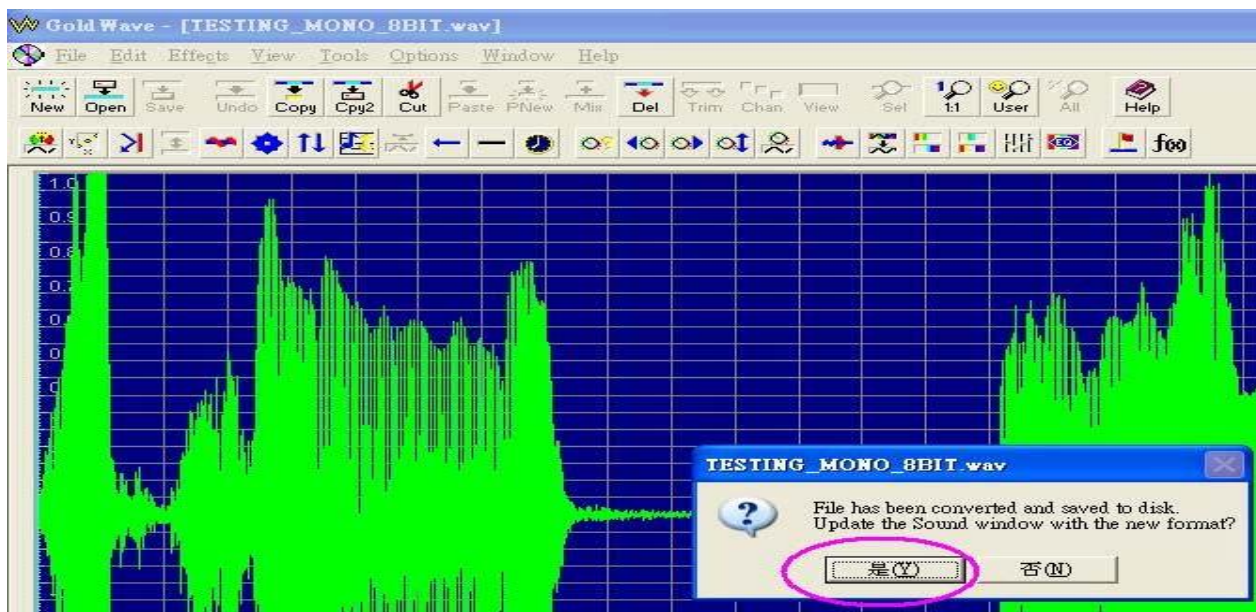 Gold Wave - [TESTING_MONO_8BIT.wav]
File Edit Effects View Tools Options Window Help
New Open Save Undo Copy Cpy2 Cut Paste PNew Mix Del Trim Chan View Sel 1:1 User All Help
f(x)
1.0
0.9
0.8
0.7
TESTING_MONO_8BIT.wav
File has been converted and saved to disk.
Update the Sound window with the new format?
是(Y) 否(N)